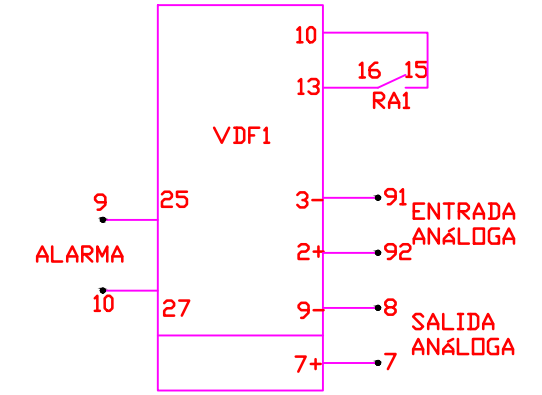 10
16 15
13
RA1
VDF1
9 25 3- 91
ENTRADA
ANÁLOGA
ALARMA
2+ 92
10 27 9- 8
SALIDA
ANÁLOGA
7+ 7